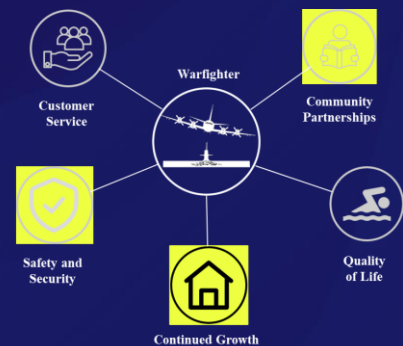 Warfighter
Customer
Service
Community
Partnerships
Safety and
Security
Quality
of Life
Continued Growth